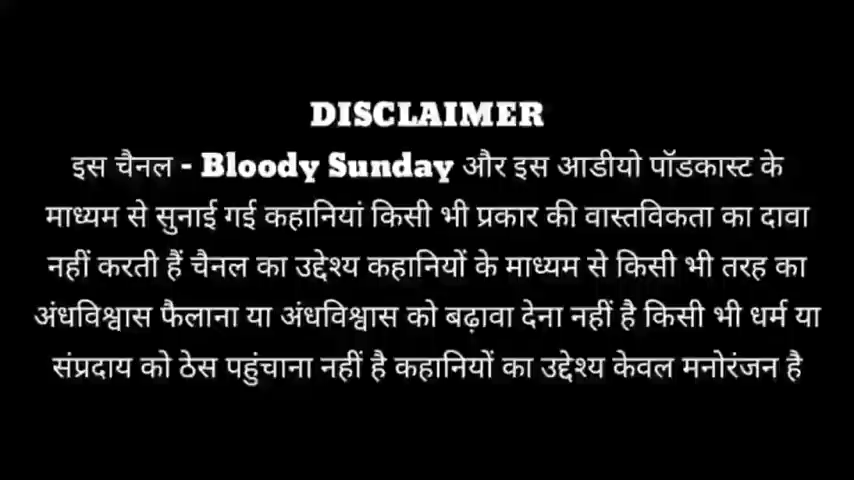 DISCLAIMER
इस चैनल - Bloody Sunday और इस आडीयो पॉडकास्ट के
माध्यम से सुनाई गई कहानियां किसी भी प्रकार की वास्तविकता का दावा
नहीं करती हैं चैनल का उद्देश्य कहानियों के माध्यम से किसी भी तरह का
अंधविश्वास फैलाना या अंधविश्वास को बढ़ावा देना नहीं है किसी भी धर्म या
संप्रदाय को ठेस पहुंचाना नहीं है कहानियों का उद्देश्य केवल मनोरंजन है